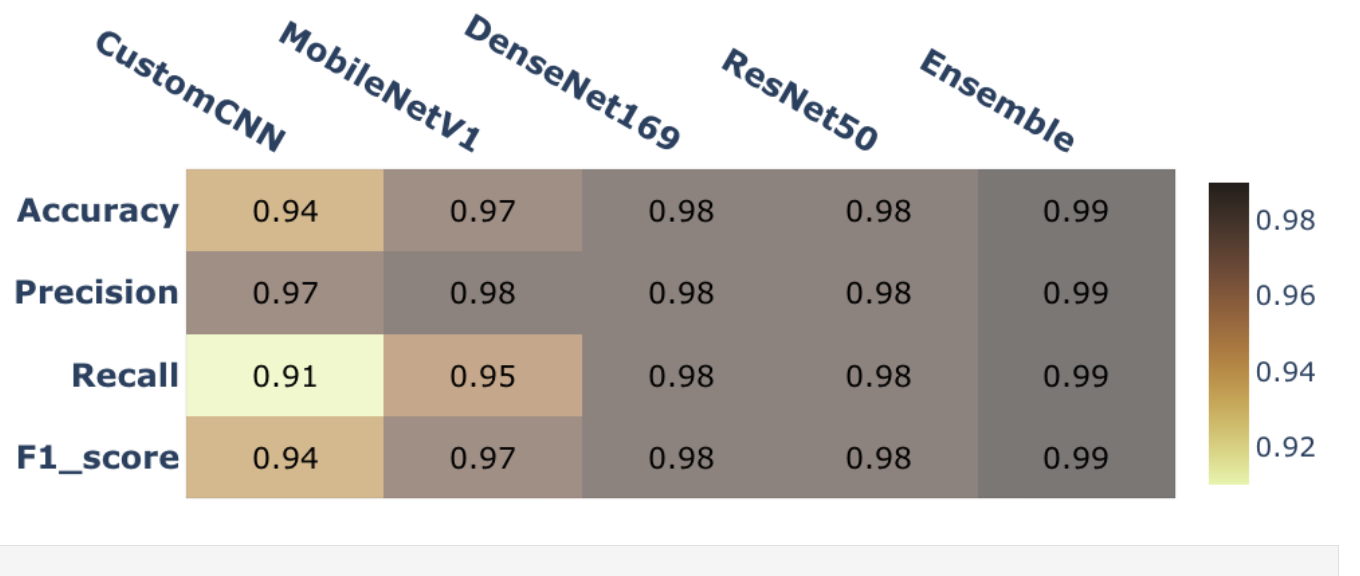 CustomCNN MobileNetV1 DenseNet169 ResNet50 Ensemble
Accuracy 0.94 0.97 0.98 0.98 0.99
Precision 0.97 0.98 0.98 0.98 0.99
Recall 0.91 0.95 0.98 0.98 0.99
F1_score 0.94 0.97 0.98 0.98 0.99
0.98
0.96
0.94
0.92